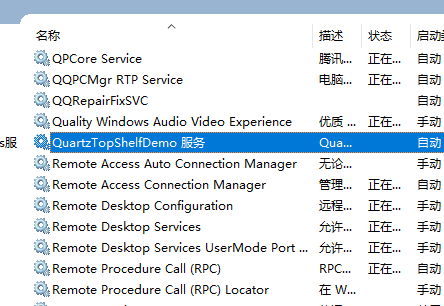 名称 描述 状态 启动
QPCore Service 腾讯... 正在... 自动
QQPCMgr RTP Service 电脑... 正在... 自动
QQRepairFixSVC 自动
Quality Windows Audio Video Experience 优质 ... 正在... 手动
s服 QuartzTopShelfDemo 服务 Qua... 自动
Remote Access Auto Connection Manager 无论... 手动
Remote Access Connection Manager 管理... 正在... 自动
Remote Desktop Configuration 远程... 正在... 手动
Remote Desktop Services 允许... 正在... 手动
Remote Desktop Services UserMode Port ... 允许... 正在... 手动
Remote Procedure Call (RPC) RPC... 正在... 自动
Remote Procedure Call (RPC) Locator 在 W... 手动